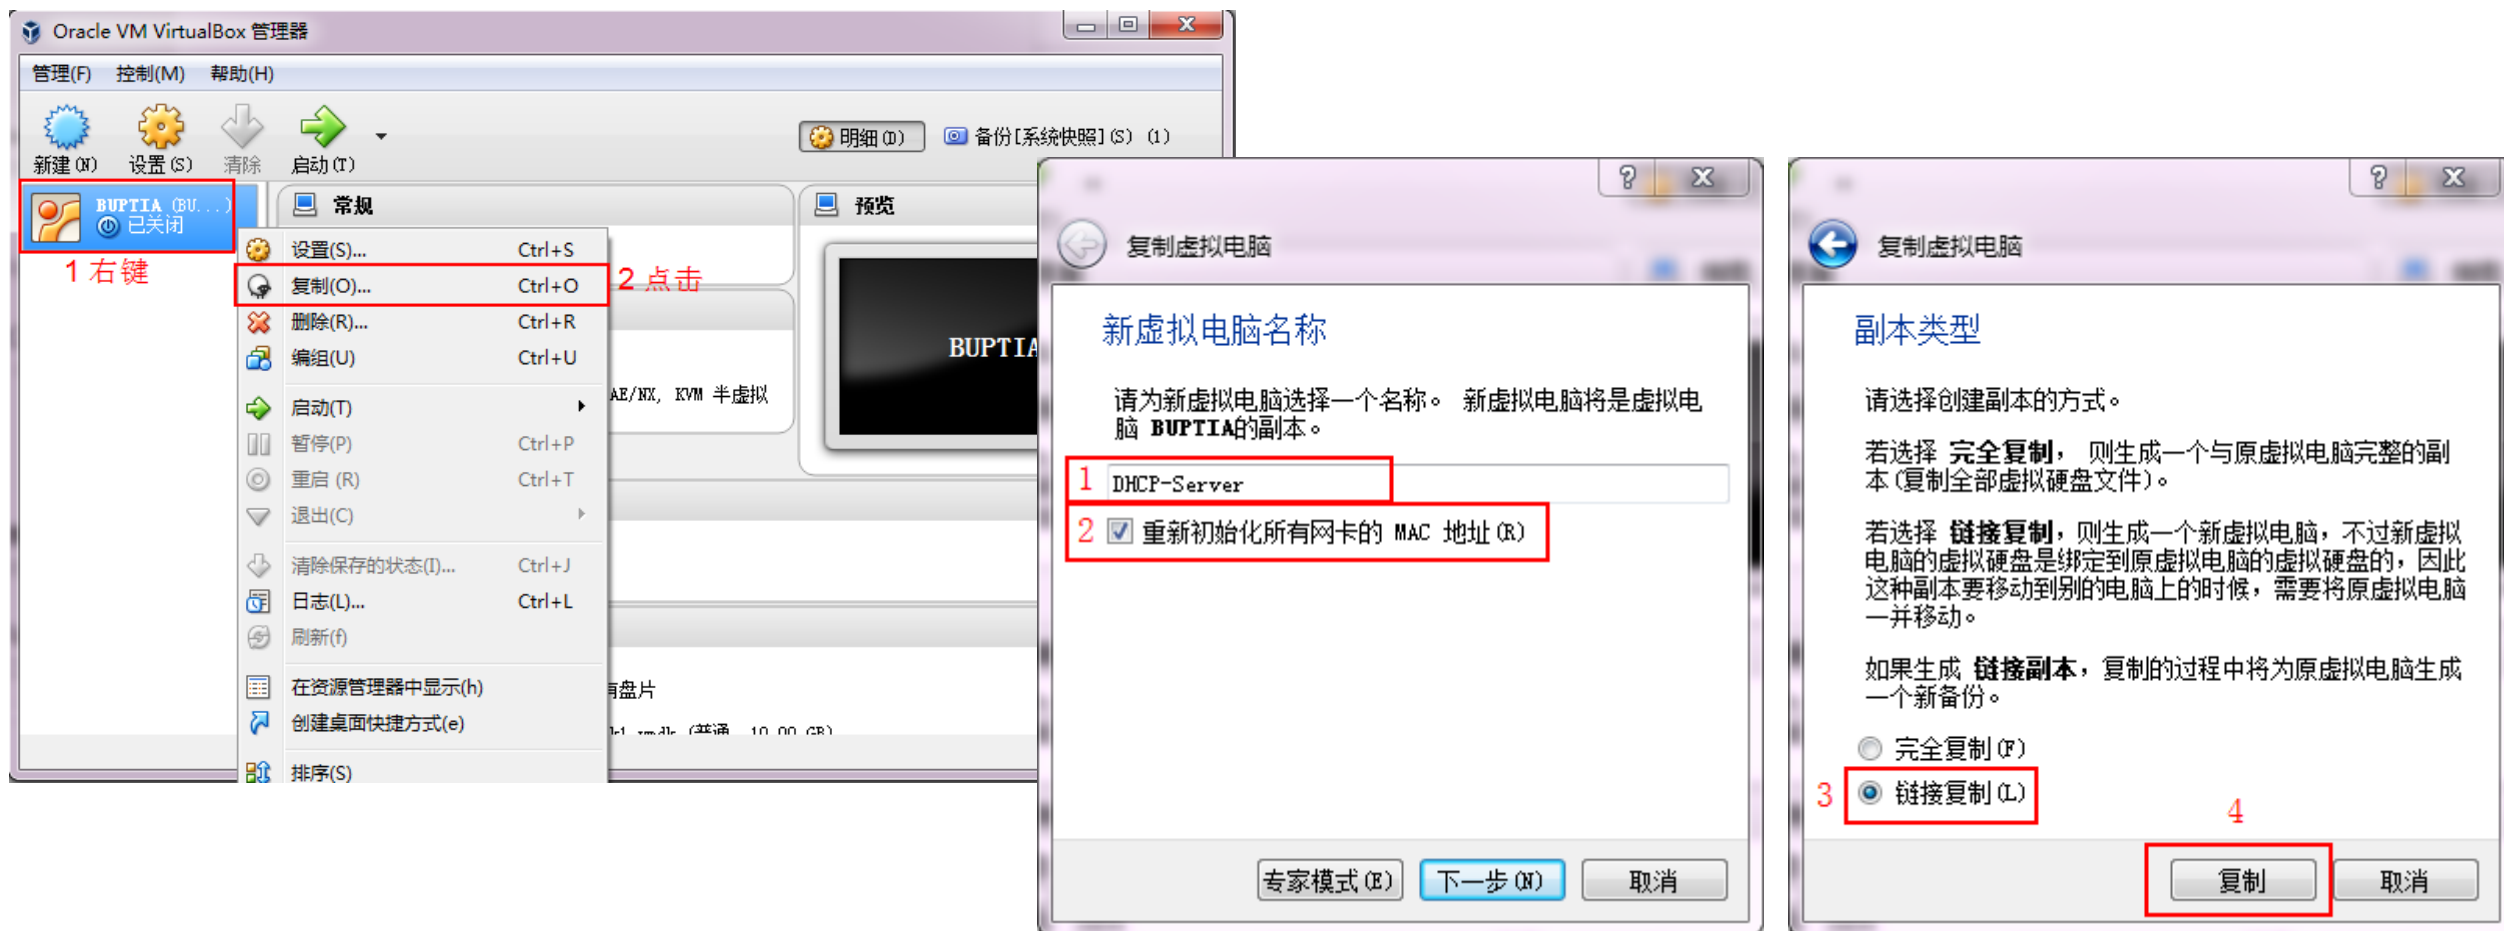 Oracle VM VirtualBox 管理器
管理(F) 控制(M) 帮助(H)
新建(N) 设置(S) 清除 启动(T)
明细(D) 备份[系统快照](S) (1)
BUPTIA (BU...)
已关闭
1 右键
常规
预览
设置(S)... Ctrl+S
复制(O)... Ctrl+O
2 点击
删除(R)... Ctrl+R
编组(U) Ctrl+U
启动(T)
暂停(P) Ctrl+P
重启 (R) Ctrl+T
退出(C)
清除保存的状态(I)... Ctrl+J
日志(L)... Ctrl+L
刷新(f)
在资源管理器中显示(h)
创建桌面快捷方式(e)
排序(S)
BUPTIA
AE/NX, KVM 半虚拟
盘片
(普通, 10.00 GB)
复制虚拟电脑
新虚拟电脑名称
请为新虚拟电脑选择一个名称。 新虚拟电脑将是虚拟电
脑 BUPTIA的副本。
1 DHCP-Server
2 重新初始化所有网卡的 MAC 地址(R)
专家模式(E) 下一步(N) 取消
复制虚拟电脑
副本类型
请选择创建副本的方式。
若选择 完全复制， 则生成一个与原虚拟电脑完整的副
本(复制全部虚拟硬盘文件)。
若选择 链接复制，则生成一个新虚拟电脑，不过新虚拟
电脑的虚拟硬盘是绑定到原虚拟电脑的虚拟硬盘的，因此
这种副本要移动到别的电脑上的时候，需要将原虚拟电脑
一并移动。
如果生成 链接副本，复制的过程中将为原虚拟电脑生成
一个新备份。
完全复制(F)
3 链接复制(L)
4
复制 取消